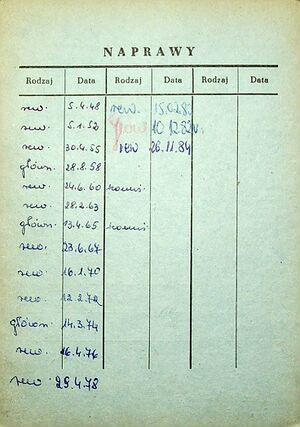 NAPRAWY
Rodzaj Data Rodzaj Data Rodzaj Data
rew. 5.4.48 rew. 15.02.82
rew. 5.1.52 głów 10.12.82
rew. 30.4.55 rew 26.11.84
główn. 28.8.58
rew. 24.6.60
rew. 28.2.63
główn. 13.4.65
rew. 23.6.67
rew. 16.1.70
rew. 12.2.72
główn. 14.3.74
rew. 16.4.76
rew. 29.4.78